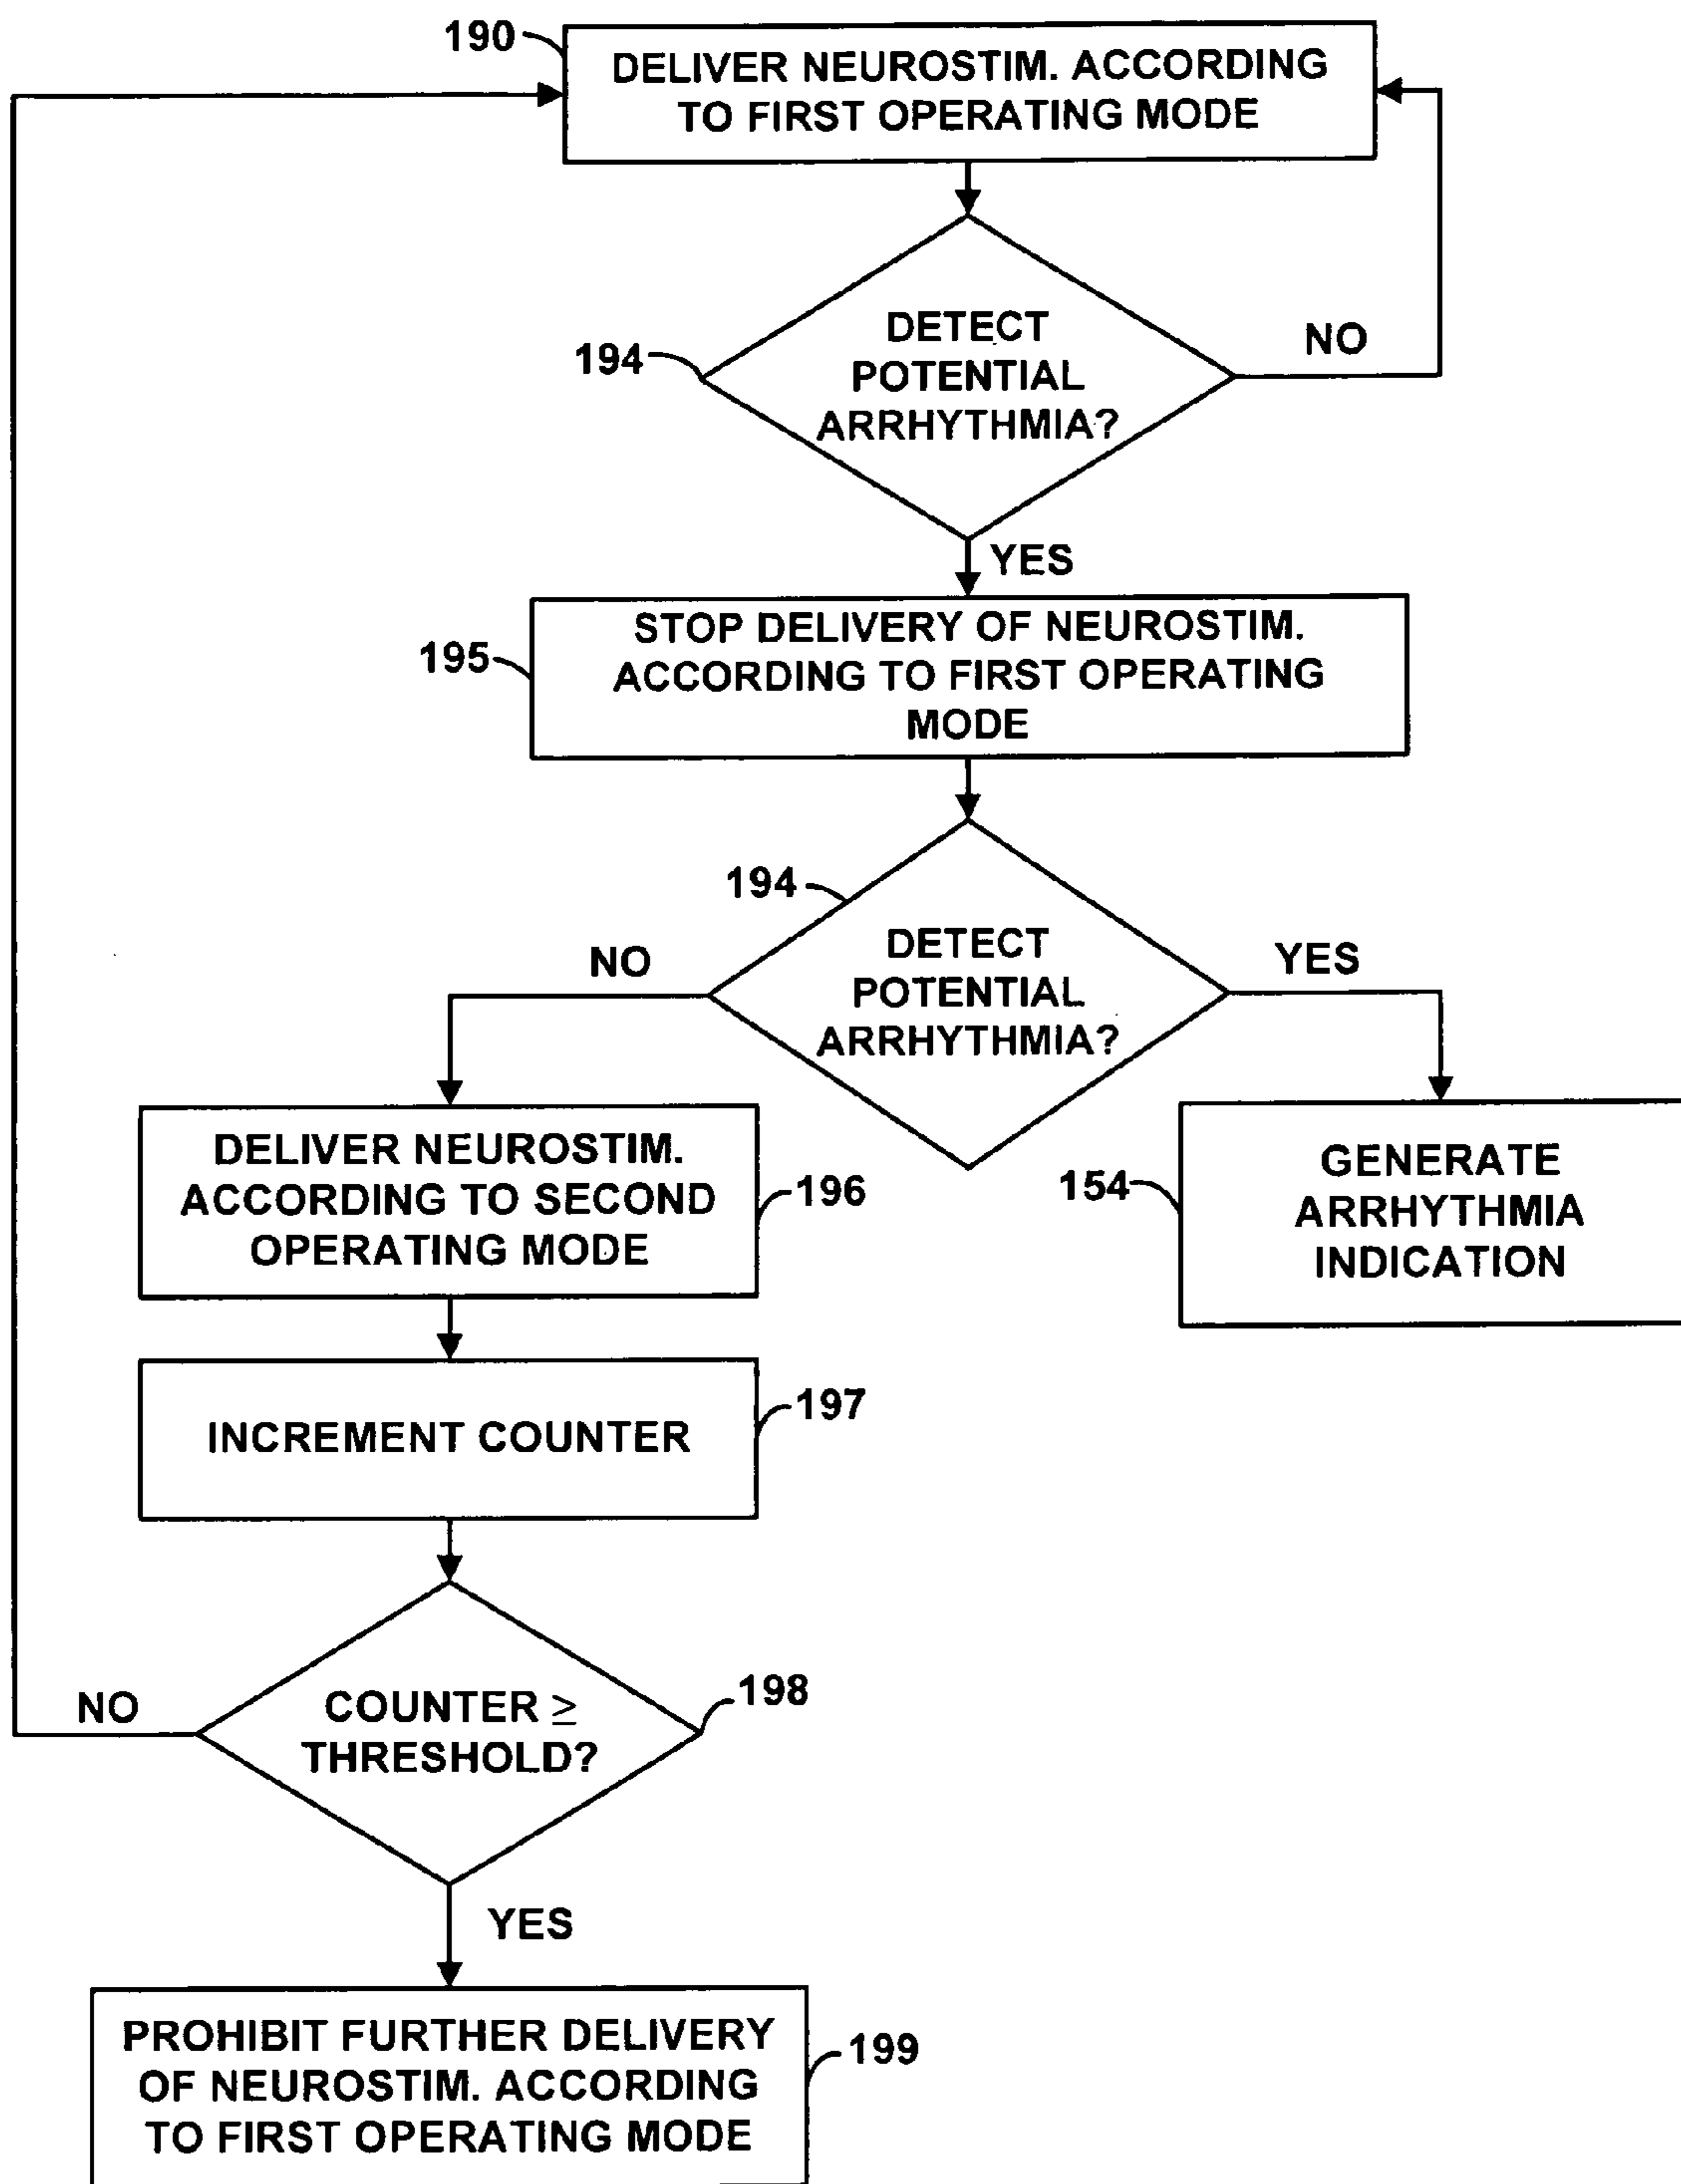 190
DELIVER NEUROSTIM. ACCORDING
TO FIRST OPERATING MODE
194
DETECT
POTENTIAL
ARRHYTHMIA?
NO
YES
195
STOP DELIVERY OF NEUROSTIM.
ACCORDING TO FIRST OPERATING
MODE
194
DETECT
POTENTIAL
ARRHYTHMIA?
NO
YES
DELIVER NEUROSTIM.
ACCORDING TO SECOND
OPERATING MODE
196
154
GENERATE
ARRHYTHMIA
INDICATION
INCREMENT COUNTER
197
COUNTER ≥
THRESHOLD?
198
NO
YES
PROHIBIT FURTHER DELIVERY
OF NEUROSTIM. ACCORDING
TO FIRST OPERATING MODE
199